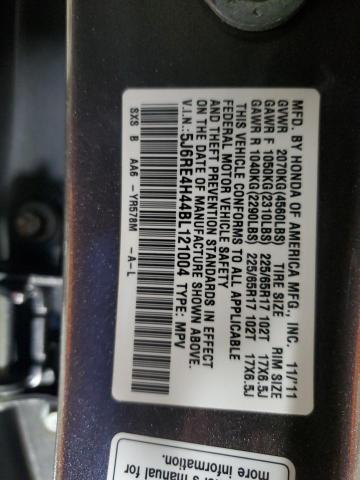 MFD. BY HONDA OF AMERICA MFG., INC. 11/11
GVWR 2070KG(4560LBS) TIRE SIZE RIM SIZE
GAWR F 1050KG(2310LBS) 225/65R17 102T 17X6.5J
GAWR R 1040KG(2290LBS) 225/65R17 102T 17X6.5J
THIS VEHICLE CONFORMS TO ALL APPLICABLE
FEDERAL MOTOR VEHICLE SAFETY
AND THEFT PREVENTION STANDARDS IN EFFECT
ON THE DATE OF MANUFACTURE SHOWN ABOVE.
V.I.N.: 5J6RE4H44BL121004 TYPE: MPV
SXS B AA6 - YR578M - A - L
er's manual for
more information.